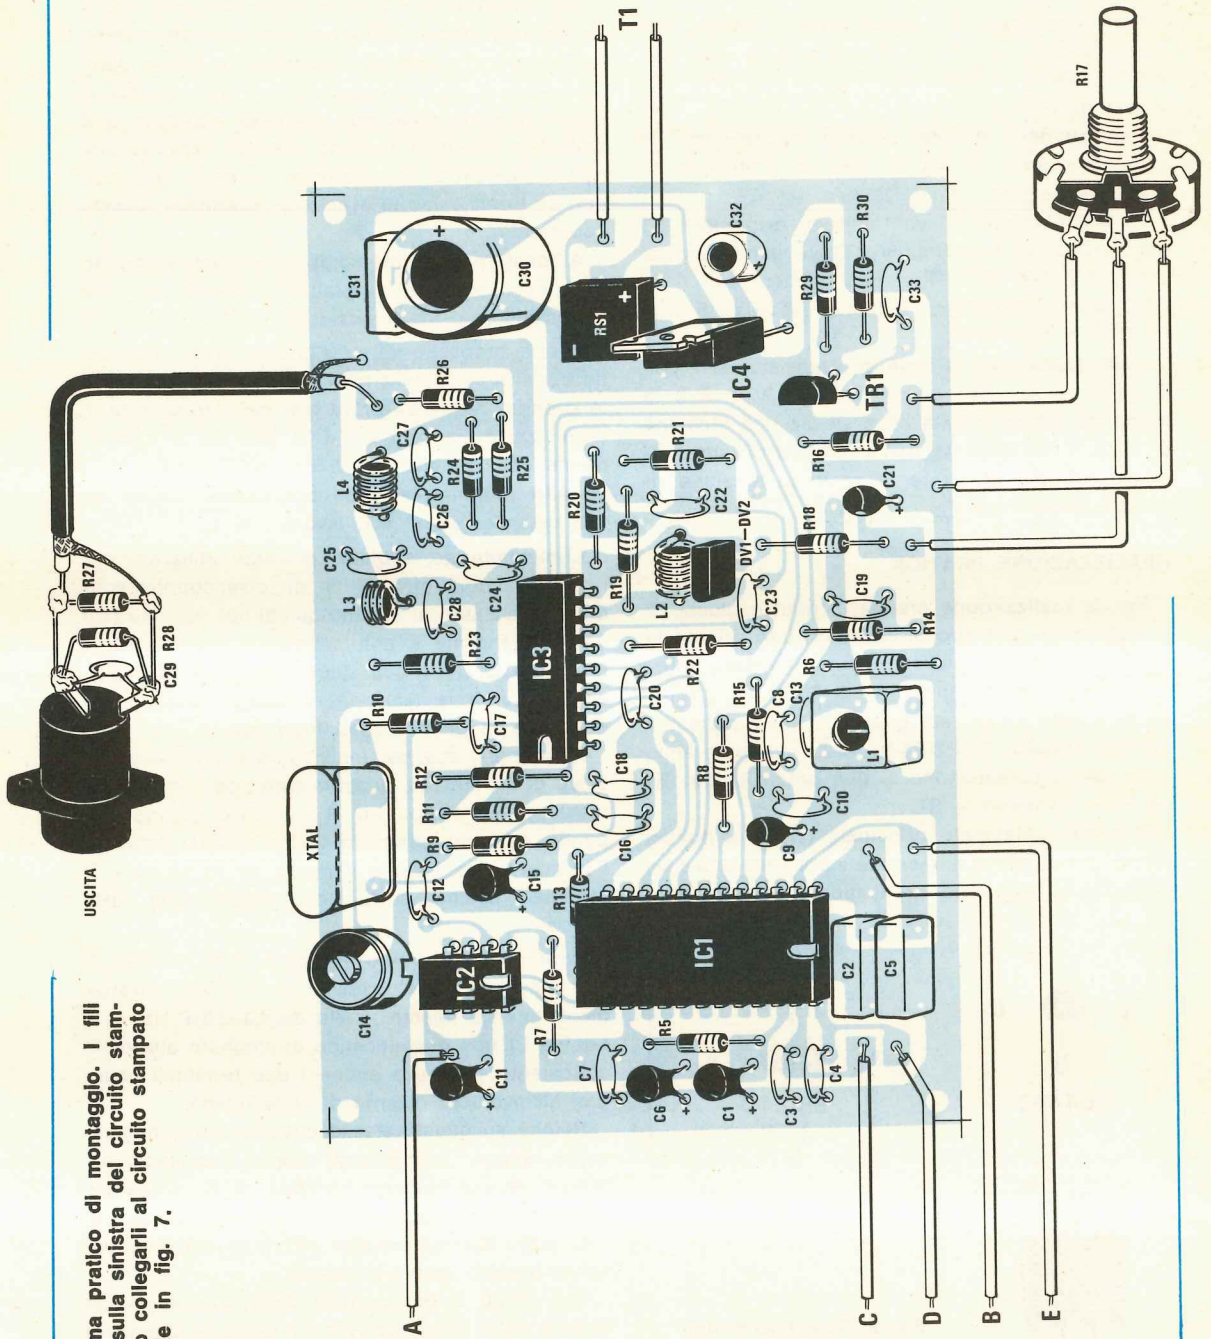 ma pratico di montaggio. I fili
sulla sinistra del circuito stam-
o collegarli al circuito stampato
e in fig. 7.
USCITA
R27
R28
C29
T1
R17
C31
C30
C32
RS1
IC4
R29
R30
C33
TR1
R26
L4
C27
R24
R25
C26
C25
L3
C28
C24
R23
R20
R21
R19
C22
L2
DV1-DV2
R16
C21
R18
C23
R22
C19
R14
R6
IC3
R10
C17
C20
R15
C8
C13
L1
R8
C10
C9
R12
R11
R9
C18
C16
XTAL
C12
C15
R13
IC1
C2
C5
C14
IC2
R7
R5
C11
C7
C6
C1
C3
C4
A
C
D
B
E